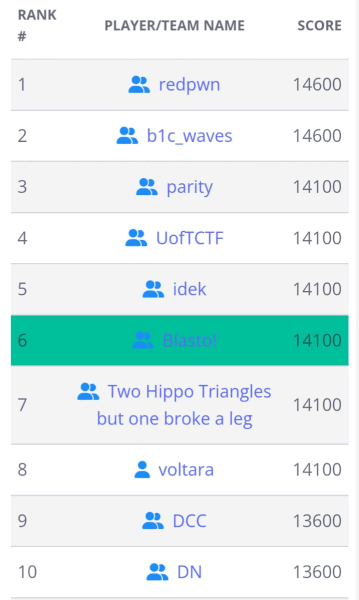 RANK
#
PLAYER/TEAM NAME
SCORE
1 redpwn 14600
2 b1c_waves 14600
3 parity 14100
4 UofTCTF 14100
5 idek 14100
6 Blasto! 14100
7 Two Hippo Triangles 14100
but one broke a leg
8 voltara 14100
9 DCC 13600
10 DN 13600